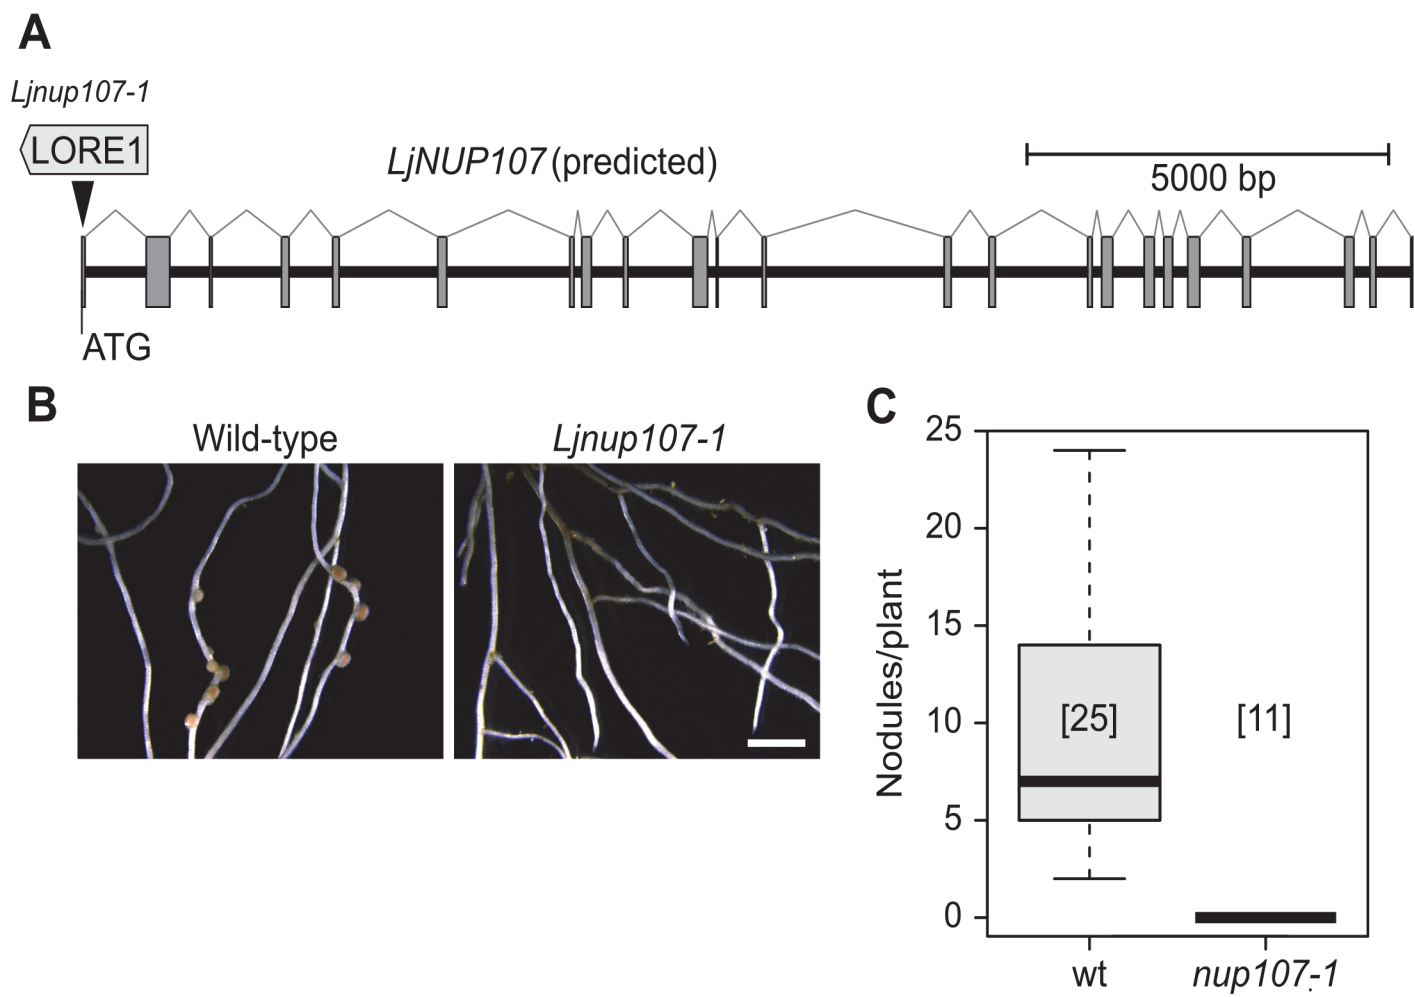 A
Ljnup107-1
LORE1
LjNUP107 (predicted)
5000 bp
ATG
B
Wild-type
Ljnup107-1
C
Nodules/plant
25
20
15
10
5
0
[25]
[11]
wt
nup107-1